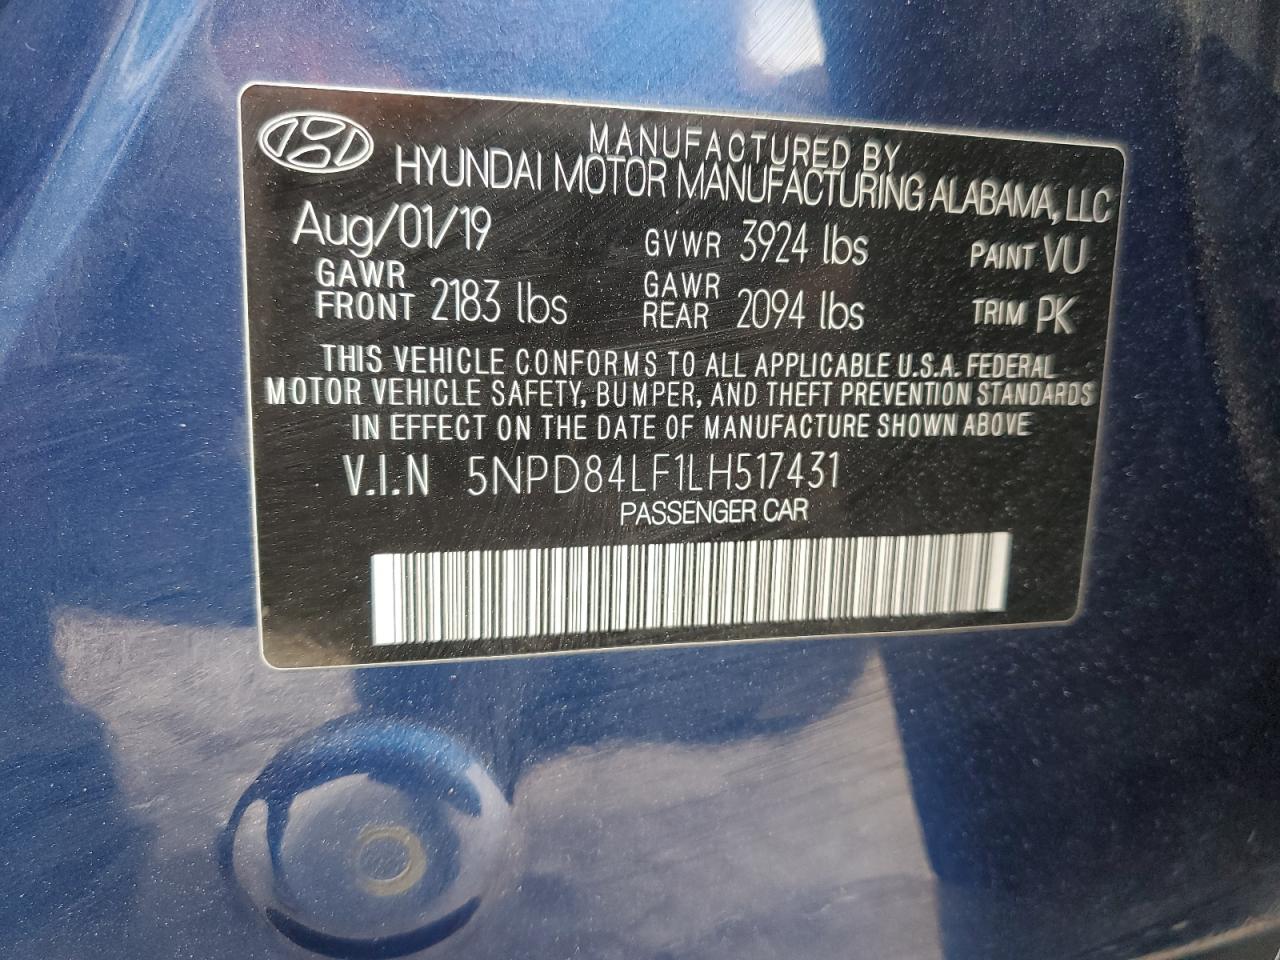 MANUFACTURED BY
HYUNDAI MOTOR MANUFACTURING ALABAMA, LLC
Aug/01/19 GVWR 3924 lbs PAINT VU
GAWR FRONT 2183 lbs GAWR REAR 2094 lbs TRIM PK
THIS VEHICLE CONFORMS TO ALL APPLICABLE U.S.A. FEDERAL
MOTOR VEHICLE SAFETY, BUMPER, AND THEFT PREVENTION STANDARDS
IN EFFECT ON THE DATE OF MANUFACTURE SHOWN ABOVE
V.I.N 5NPD84LF1LH517431
PASSENGER CAR